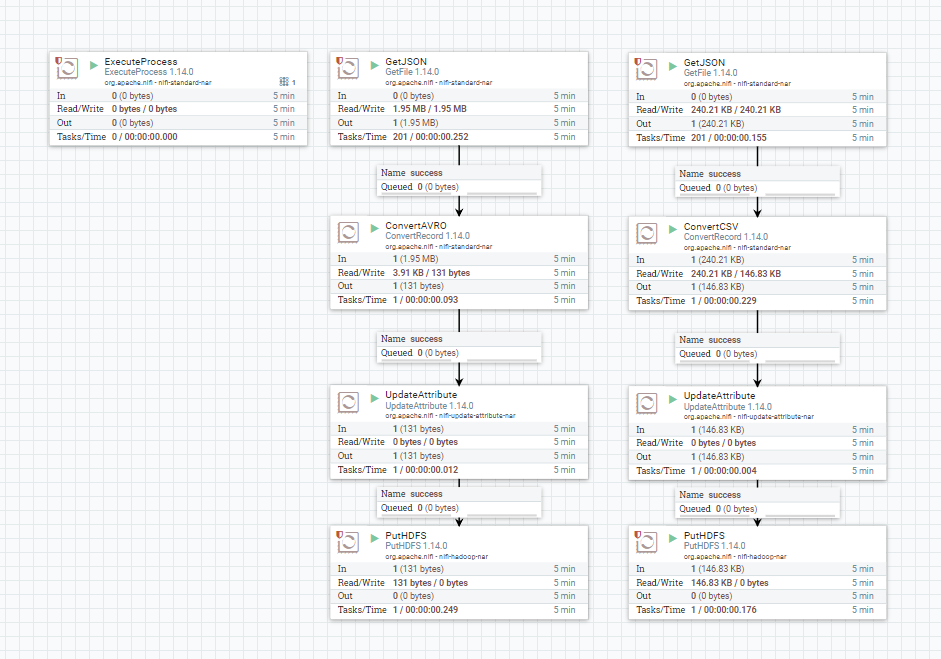 ExecuteProcess
ExecuteProcess 1.14.0
org.apache.nifi - nifi-standard-nar
1
In 0 (0 bytes) 5 min
Read/Write 0 bytes / 0 bytes 5 min
Out 0 (0 bytes) 5 min
Tasks/Time 0 / 00:00:00.000 5 min
GetJSON
GetFile 1.14.0
org.apache.nifi - nifi-standard-nar
In 0 (0 bytes) 5 min
Read/Write 1.95 MB / 1.95 MB 5 min
Out 1 (1.95 MB) 5 min
Tasks/Time 201 / 00:00:00.252 5 min
Name success
Queued 0 (0 bytes)
ConvertAVRO
ConvertRecord 1.14.0
org.apache.nifi - nifi-standard-nar
In 1 (1.95 MB) 5 min
Read/Write 3.91 KB / 131 bytes 5 min
Out 1 (131 bytes) 5 min
Tasks/Time 1 / 00:00:00.093 5 min
Name success
Queued 0 (0 bytes)
UpdateAttribute
UpdateAttribute 1.14.0
org.apache.nifi - nifi-update-attribute-nar
In 1 (131 bytes) 5 min
Read/Write 0 bytes / 0 bytes 5 min
Out 1 (131 bytes) 5 min
Tasks/Time 1 / 00:00:00.012 5 min
Name success
Queued 0 (0 bytes)
PutHDFS
PutHDFS 1.14.0
org.apache.nifi - nifi-hadoop-nar
In 1 (131 bytes) 5 min
Read/Write 131 bytes / 0 bytes 5 min
Out 0 (0 bytes) 5 min
Tasks/Time 1 / 00:00:00.249 5 min
GetJSON
GetFile 1.14.0
org.apache.nifi - nifi-standard-nar
In 0 (0 bytes) 5 min
Read/Write 240.21 KB / 240.21 KB 5 min
Out 1 (240.21 KB) 5 min
Tasks/Time 201 / 00:00:00.155 5 min
Name success
Queued 0 (0 bytes)
ConvertCSV
ConvertRecord 1.14.0
org.apache.nifi - nifi-standard-nar
In 1 (240.21 KB) 5 min
Read/Write 240.21 KB / 146.83 KB 5 min
Out 1 (146.83 KB) 5 min
Tasks/Time 1 / 00:00:00.229 5 min
Name success
Queued 0 (0 bytes)
UpdateAttribute
UpdateAttribute 1.14.0
org.apache.nifi - nifi-update-attribute-nar
In 1 (146.83 KB) 5 min
Read/Write 0 bytes / 0 bytes 5 min
Out 1 (146.83 KB) 5 min
Tasks/Time 1 / 00:00:00.004 5 min
Name success
Queued 0 (0 bytes)
PutHDFS
PutHDFS 1.14.0
org.apache.nifi - nifi-hadoop-nar
In 1 (146.83 KB) 5 min
Read/Write 146.83 KB / 0 bytes 5 min
Out 0 (0 bytes) 5 min
Tasks/Time 1 / 00:00:00.176 5 min